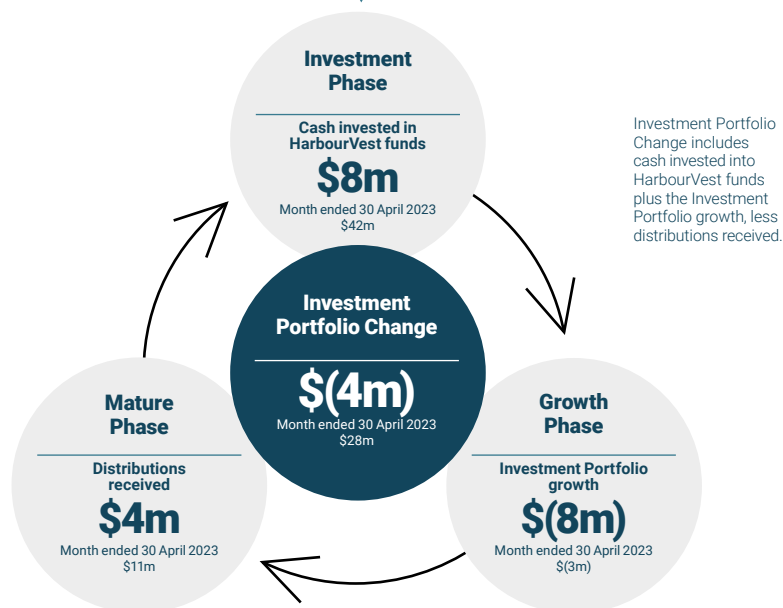 Investment
Phase
Cash invested in
HarbourVest funds
$8m
Month ended 30 April 2023
$42m
Investment Portfolio
Change includes
cash invested into
HarbourVest funds
plus the Investment
Portfolio growth, less
distributions received.
Investment
Portfolio Change
$(4m)
Month ended 30 April 2023
$28m
Mature
Phase
Distributions
received
$4m
Month ended 30 April 2023
$11m
Growth
Phase
Investment Portfolio
growth
$(8m)
Month ended 30 April 2023
$(3m)